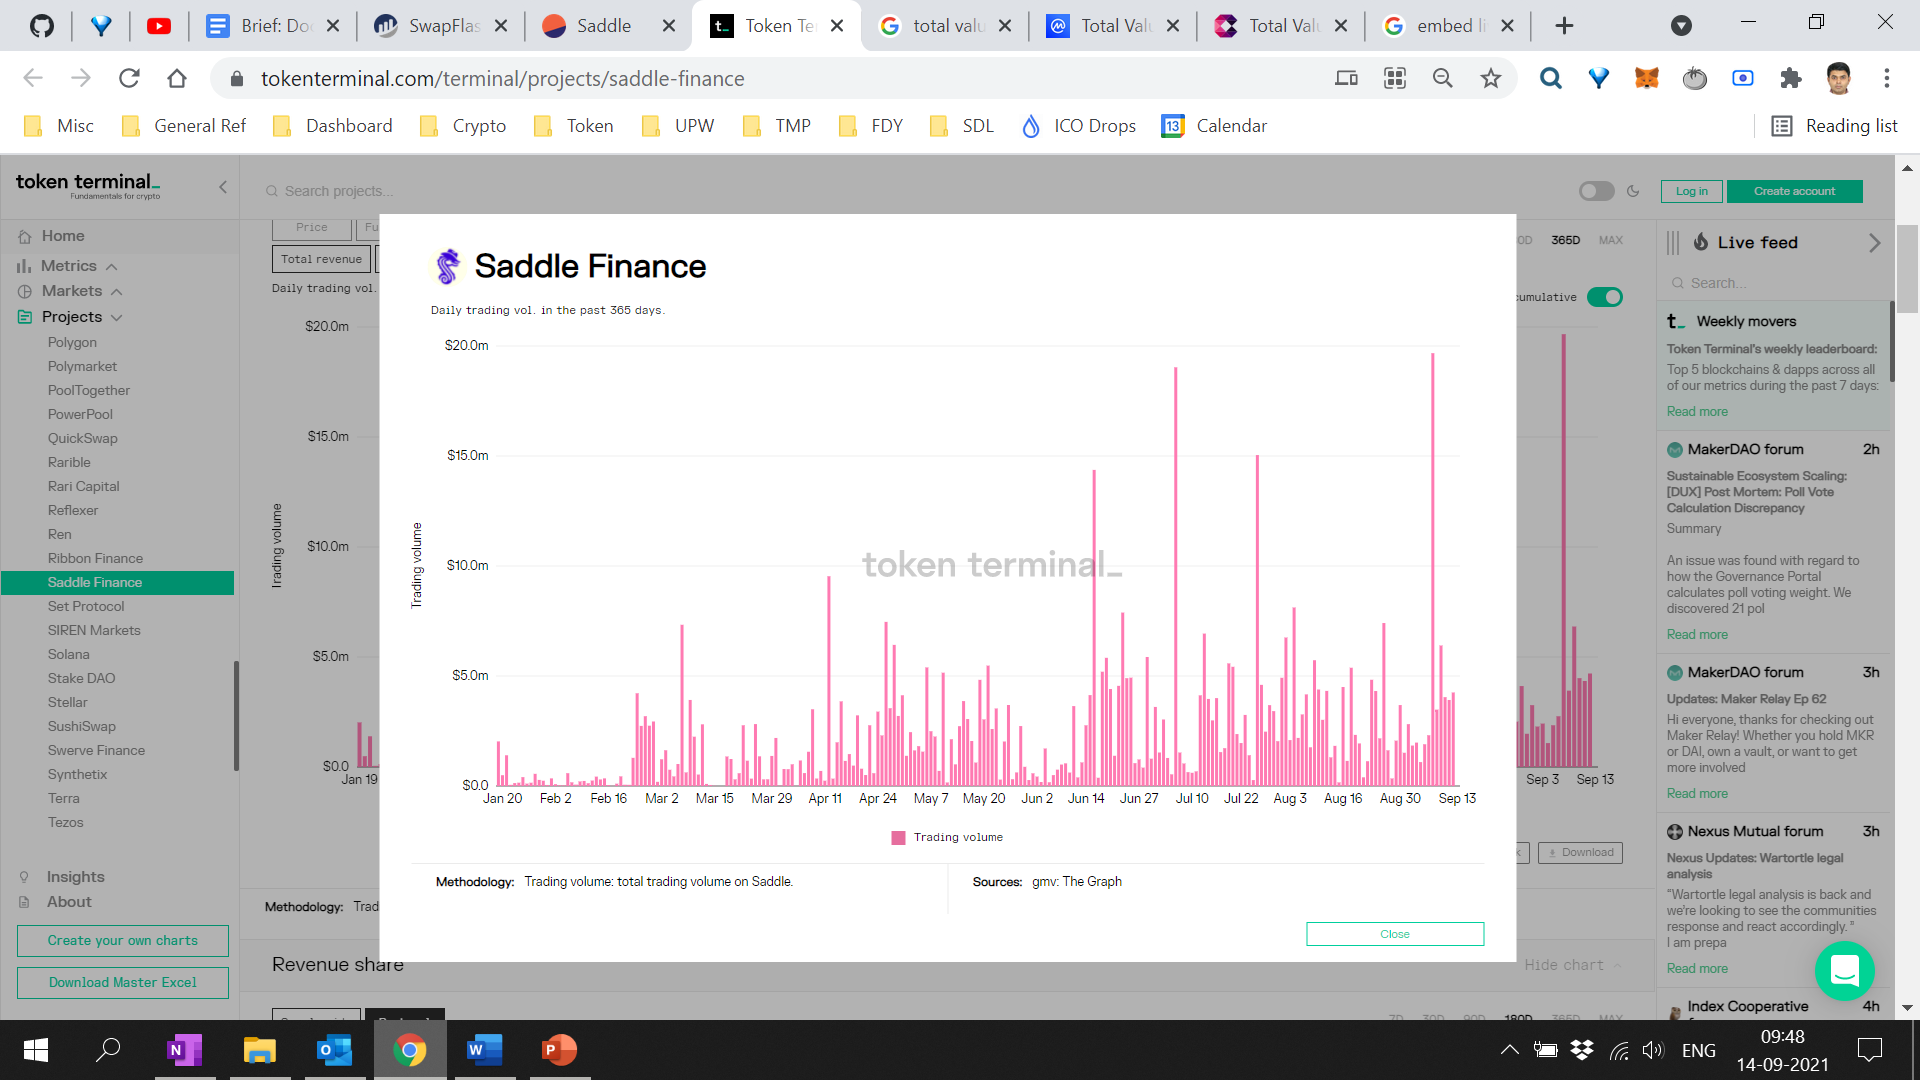 Brief: Do
SwapFlas
Saddle
Token Te
total valu
Total Valu
Total Valu
embed li
tokenterminal.com/terminal/projects/saddle-finance
Misc
General Ref
Dashboard
Crypto
Token
UPW
TMP
FDY
SDL
ICO Drops
13
Calendar
Reading list
token terminal_
Fundamentals for crypto
Search projects...
Log in
Create account
Home
Metrics
Markets
Projects
Polygon
Polymarket
PoolTogether
PowerPool
QuickSwap
Rarible
Rari Capital
Reflexer
Ren
Ribbon Finance
Saddle Finance
Set Protocol
SIREN Markets
Solana
Stake DAO
Stellar
SushiSwap
Swerve Finance
Synthetix
Terra
Tezos
Insights
About
Create your own charts
Download Master Excel
Price
Fu
Total revenue
Daily trading vol.
$20.0m
$15.0m
$10.0m
$5.0m
$0.0
Trading volume
Jan 19
Methodology: Trad
Revenue share
Saddle Finance
Daily trading vol. in the past 365 days.
$20.0m
$15.0m
$10.0m
$5.0m
$0.0
Trading volume
token terminal_
Jan 20 Feb 2 Feb 16 Mar 2 Mar 15 Mar 29 Apr 11 Apr 24 May 7 May 20 Jun 2 Jun 14 Jun 27 Jul 10 Jul 22 Aug 3 Aug 16 Aug 30 Sep 13
Trading volume
Methodology: Trading volume: total trading volume on Saddle.
Sources: gmv: The Graph
Close
365D MAX
cumulative
Sep 3 Sep 13
Download
Hide chart
7D 30D 90D 180D 365D MAX
Live feed
Search...
t_ Weekly movers
Token Terminal's weekly leaderboard:
Top 5 blockchains & dapps across all
of our metrics during the past 7 days:
Read more
MakerDAO forum 2h
Sustainable Ecosystem Scaling:
[DUX] Post Mortem: Poll Vote
Calculation Discrepancy
Summary
An issue was found with regard to
how the Governance Portal
calculates poll voting weight. We
discovered 21 pol
Read more
MakerDAO forum 3h
Updates: Maker Relay Ep 62
Hi everyone, thanks for checking out
Maker Relay! Whether you hold MKR
or DAI, own a vault, or want to get
more involved
Read more
Nexus Mutual forum 3h
Nexus Updates: Wartortle legal
analysis
"Wartortle legal analysis is back and
we're looking to see the communities
response and react accordingly. "
I am prepa
Read more
Index Cooperative 4h
ENG
09:48
14-09-2021